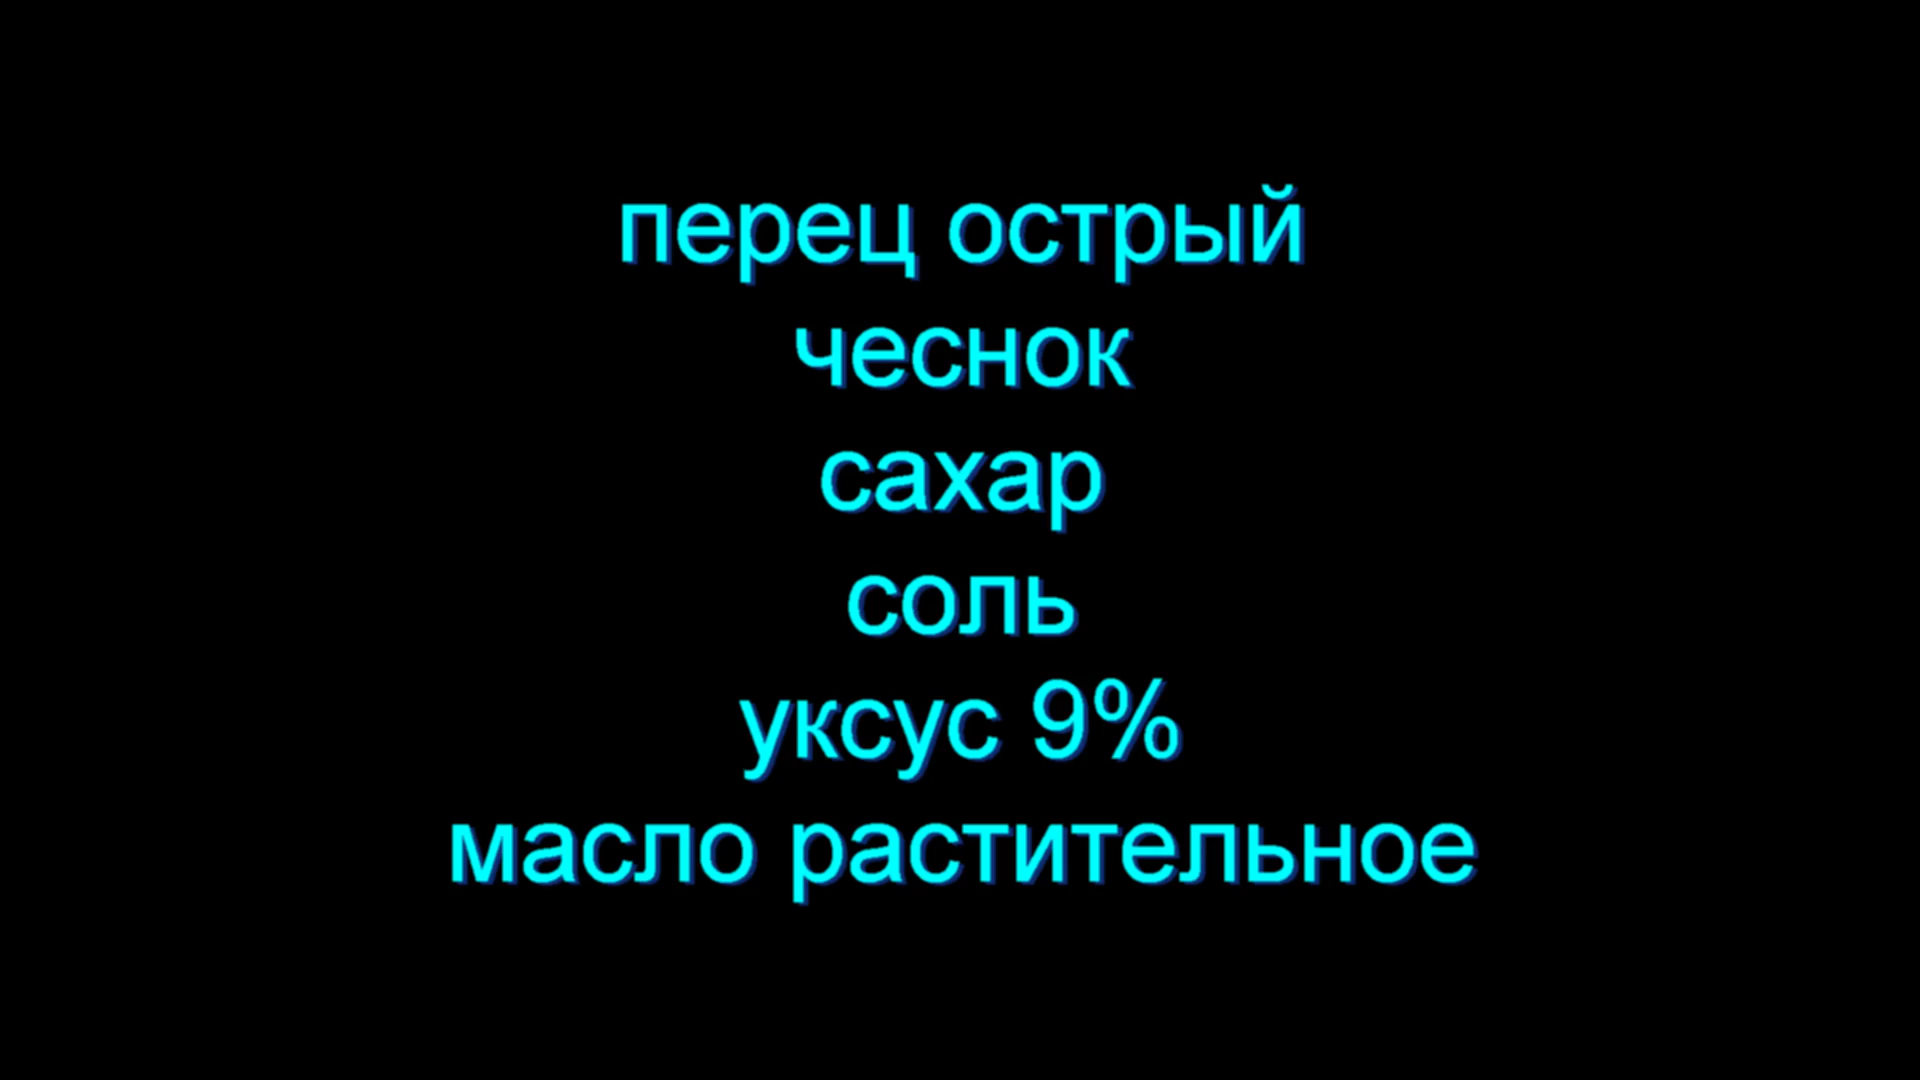 перец острый
чеснок
сахар
соль
уксус 9%
масло растительное